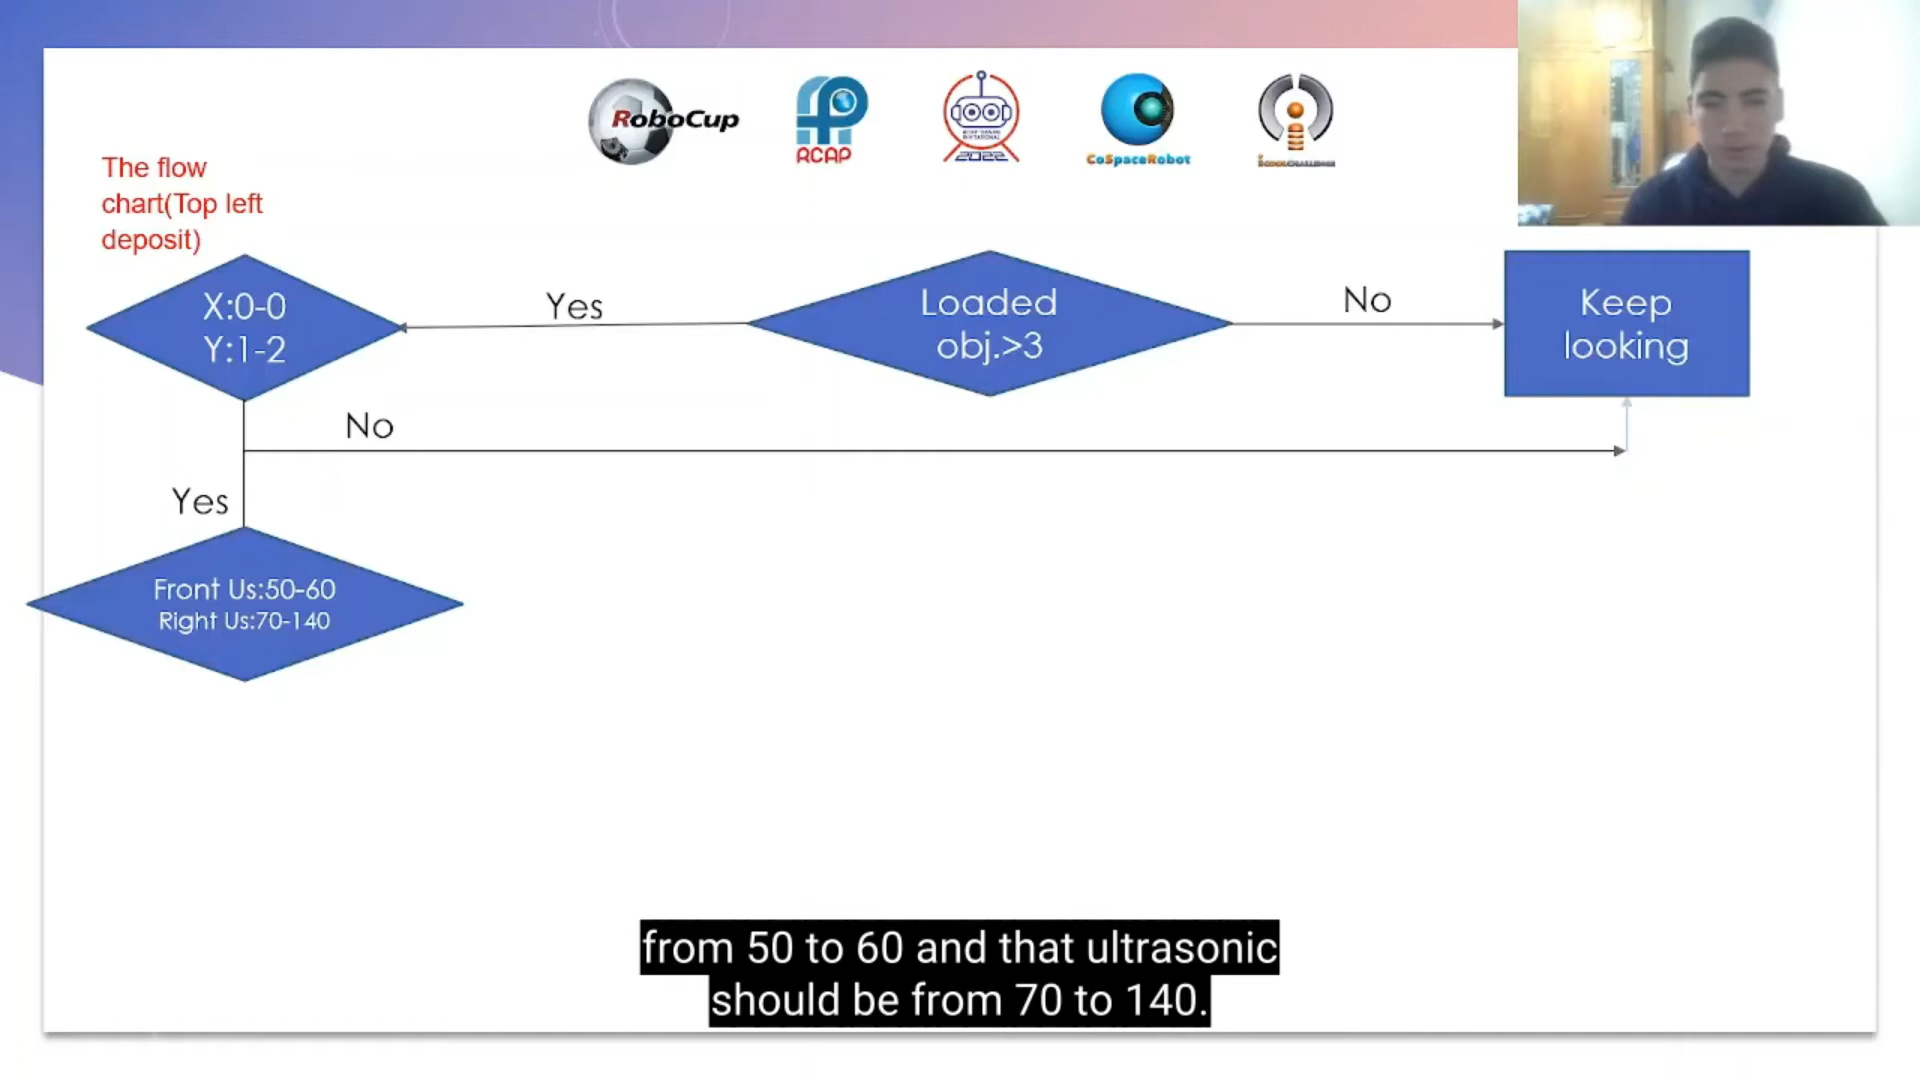 RoboCup
RCAP
2022
CoSpaceRobot
The flow
chart(Top left
deposit)
X:0-0
Y:1-2
Yes
Loaded
obj.>3
No
Keep
looking
No
Yes
Front Us:50-60
Right Us:70-140
from 50 to 60 and that ultrasonic
should be from 70 to 140.